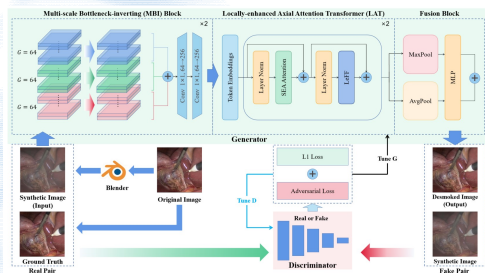 Multi-scale Bottleneck-inverting (MBI) Block
Locally-enhanced Axial Attention Transformer (LAT)
Fusion Block
×2
×2
G = 64
G = 64
G = 64
Conv 1×1, 64→256
Conv 1×1, 64→256
Token Embeddings
Layer Norm
SEA Attention
Layer Norm
LeFF
MaxPool
AvgPool
MLP
Generator
Synthetic Image
(Input)
Blender
Original Image
L1 Loss
Adversarial Loss
Tune G
Tune D
Desmoked Image
(Output)
Real or Fake
Discriminator
Ground Truth
Real Pair
Synthetic Image
Fake Pair